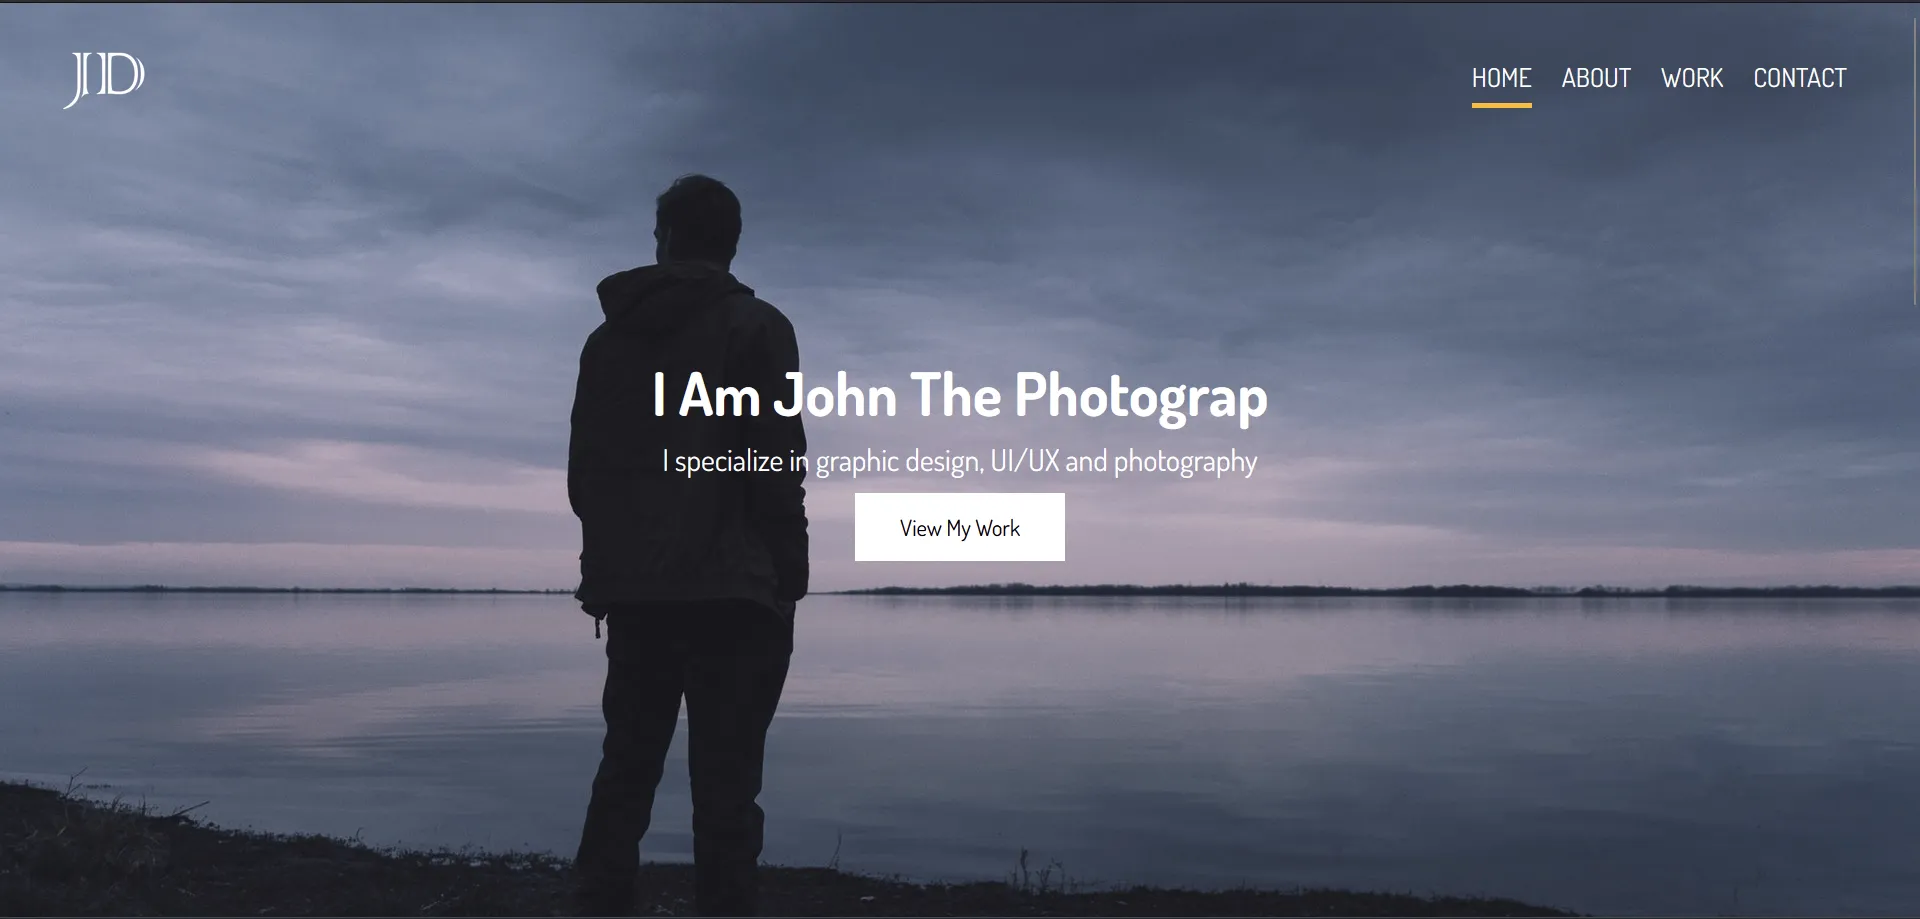 JD
HOME ABOUT WORK CONTACT
I Am John The Photograp
I specialize in graphic design, UI/UX and photography
View My Work